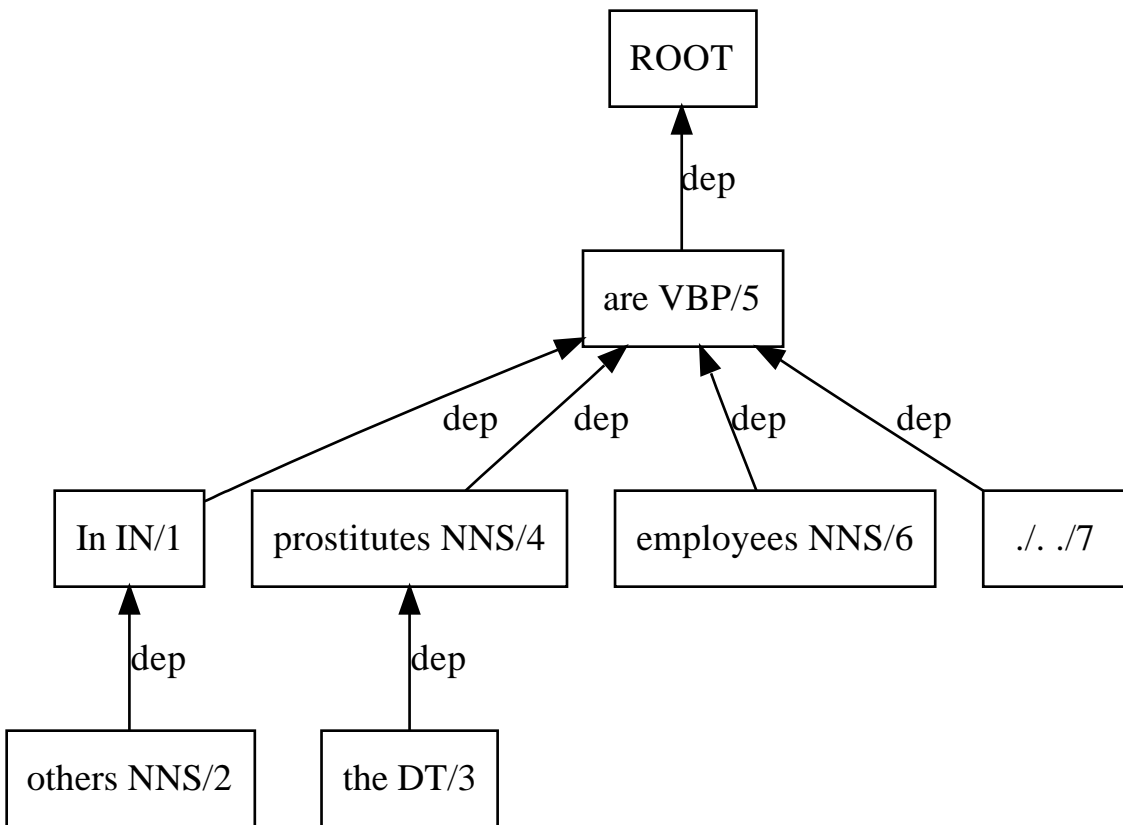 ROOT
dep
are VBP/5
dep dep dep dep
In IN/1 prostitutes NNS/4 employees NNS/6 ./. ./7
dep dep
others NNS/2 the DT/3